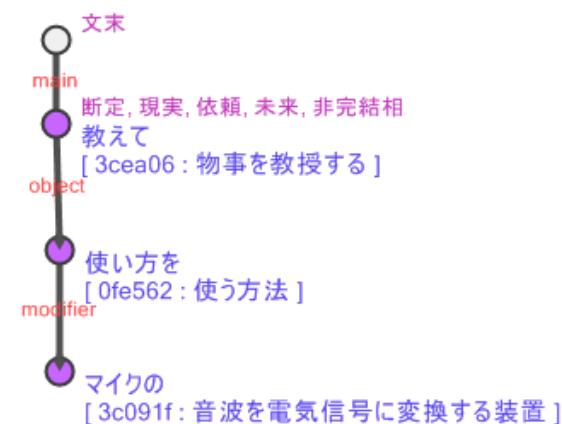 文末
main
断定, 現実, 依頼, 未来, 非完結相
教えて
[ 3cea06 : 物事を教授する ]
object
使い方を
[ 0fe562 : 使う方法 ]
modifier
マイクの
[ 3c091f : 音波を電気信号に変換する装置 ]